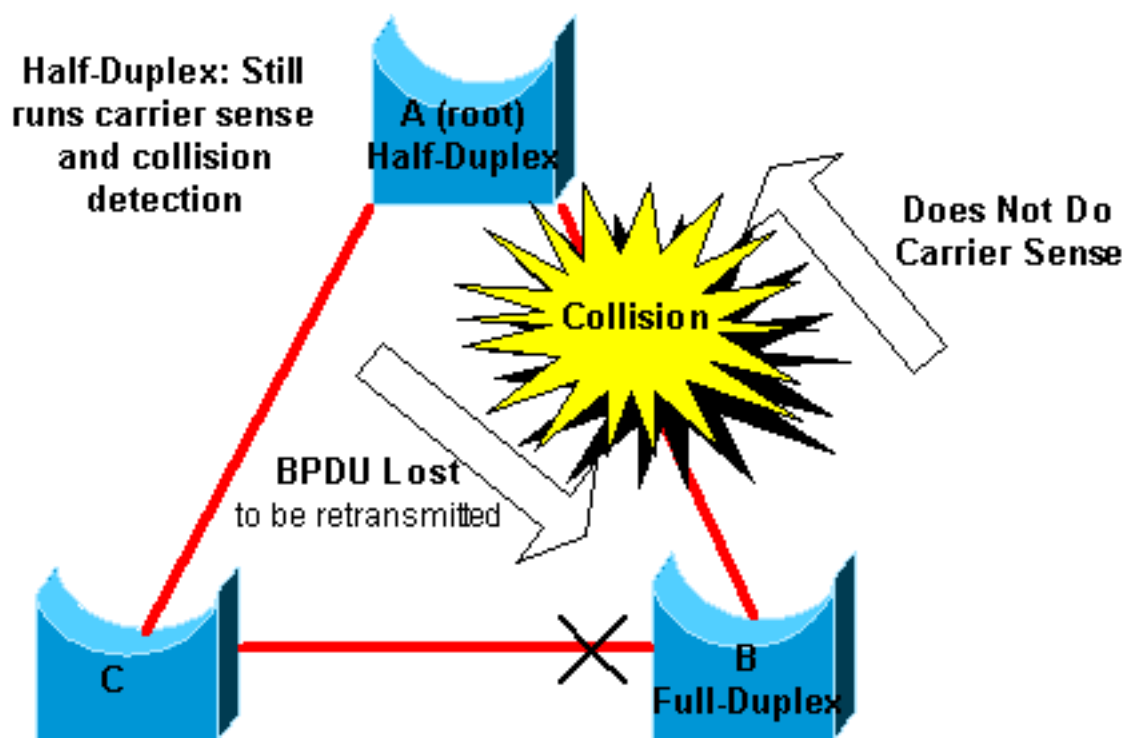 Half-Duplex: Still
runs carrier sense
and collision
detection
A (root)
Half-Duplex
Does Not Do
Carrier Sense
Collision
BPDU Lost
to be retransmitted
C
B
Full-Duplex